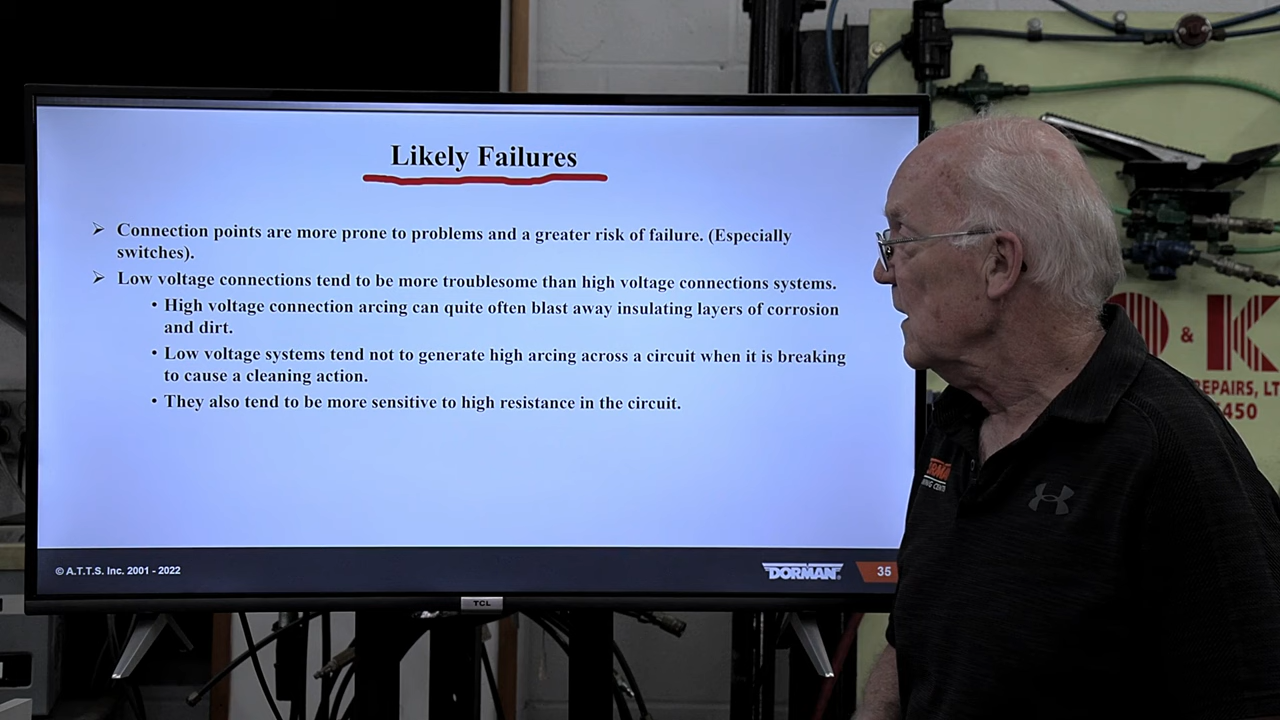 Likely Failures
➢ Connection points are more prone to problems and a greater risk of failure. (Especially
switches).
➢ Low voltage connections tend to be more troublesome than high voltage connections systems.
• High voltage connection arcing can quite often blast away insulating layers of corrosion
and dirt.
• Low voltage systems tend not to generate high arcing across a circuit when it is breaking
to cause a cleaning action.
• They also tend to be more sensitive to high resistance in the circuit.
© A.T.T.S. Inc. 2001 - 2022
DORMAN
35
TCL
& K
EPAIRS, LT
450